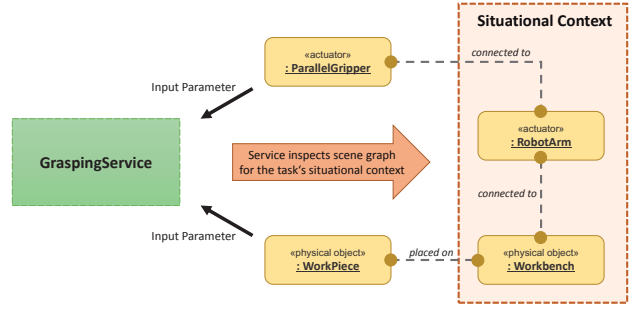 Situational Context
«actuator»
: ParallelGripper
connected to
Input Parameter
«actuator»
: RobotArm
GraspingService
Service inspects scene graph
for the task's situational context
connected to
Input Parameter
«physical object»
: WorkPiece
placed on
«physical object»
: Workbench